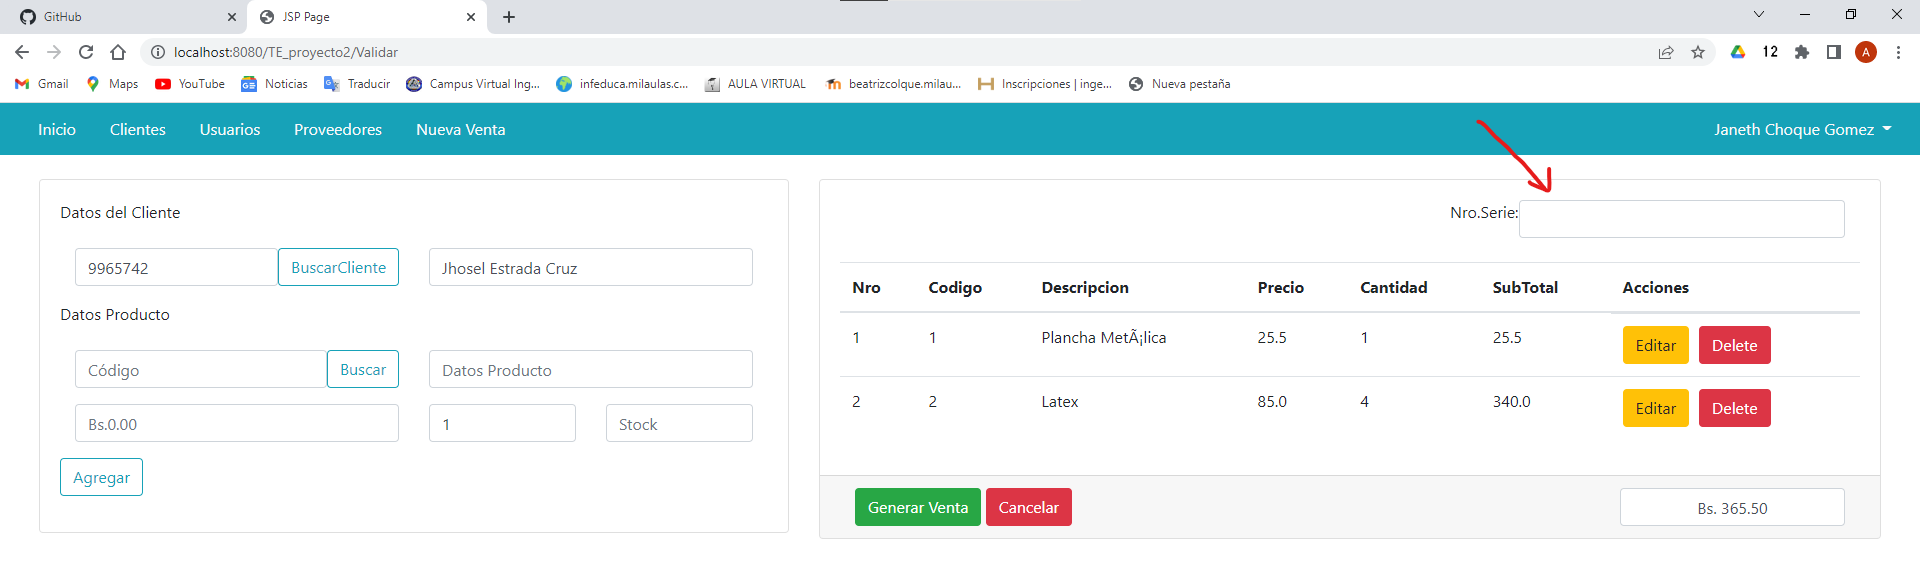 GitHub
JSP Page
localhost:8080/TE_proyecto2/Validar
12
A
Gmail Maps YouTube Noticias Traducir Campus Virtual Ing... infeduca.milaulas.c... AULA VIRTUAL beatrizcolque.milau... Inscripciones | inge... Nueva pestaña
Inicio Clientes Usuarios Proveedores Nueva Venta Janeth Choque Gomez
Datos del Cliente
9965742 BuscarCliente Jhosel Estrada Cruz
Datos Producto
Código Buscar Datos Producto
Bs.0.00 1 Stock
Agregar
Nro.Serie:
Nro Codigo Descripcion Precio Cantidad SubTotal Acciones
1 1 Plancha MetÃ¡lica 25.5 1 25.5 Editar Delete
2 2 Latex 85.0 4 340.0 Editar Delete
Generar Venta Cancelar Bs. 365.50